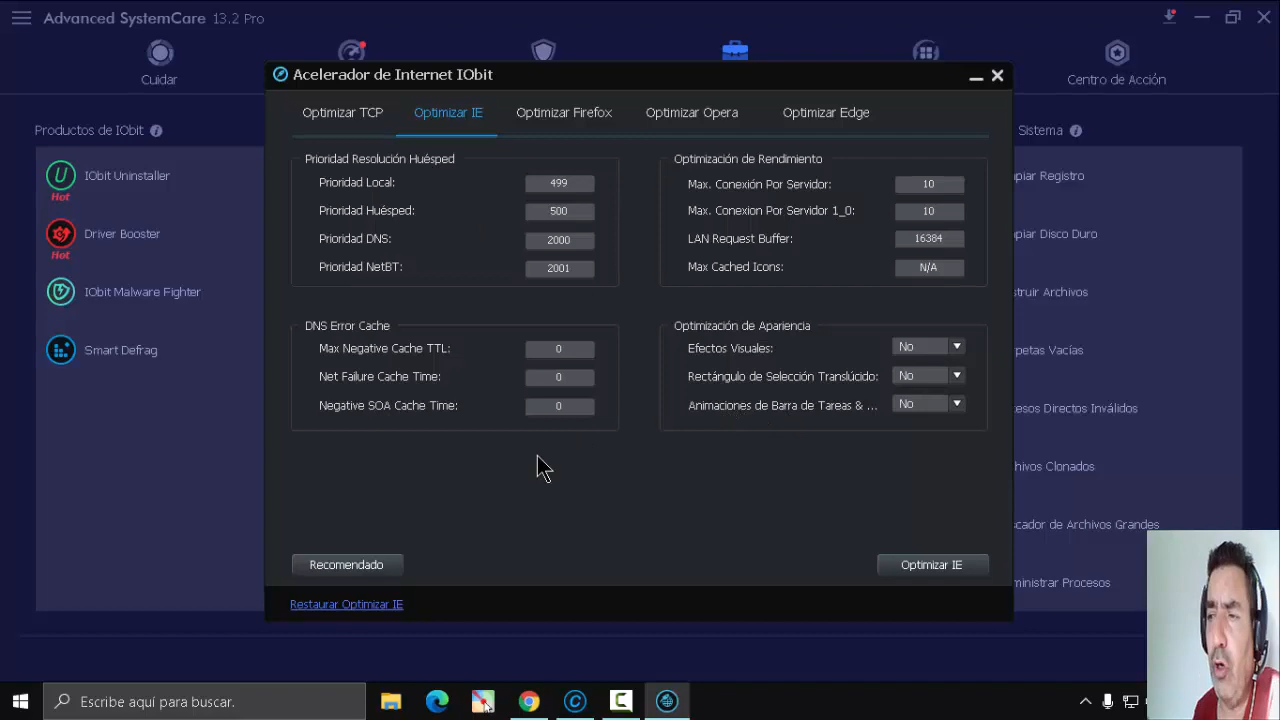 Advanced SystemCare 13.2 Pro
Cuidar
Centro de Acción
Productos de IObit
IObit Uninstaller
Hot
Driver Booster
Hot
IObit Malware Fighter
Smart Defrag
Acelerador de Internet IObit
Optimizar TCP
Optimizar IE
Optimizar Firefox
Optimizar Opera
Optimizar Edge
Prioridad Resolución Huésped
Prioridad Local: 499
Prioridad Huésped: 500
Prioridad DNS: 2000
Prioridad NetBT: 2001
Optimización de Rendimiento
Max. Conexión Por Servidor: 10
Max. Conexion Por Servidor 1_0: 10
LAN Request Buffer: 16384
Max Cached Icons: N/A
DNS Error Cache
Max Negative Cache TTL: 0
Net Failure Cache Time: 0
Negative SOA Cache Time: 0
Optimización de Apariencia
Efectos Visuales: No
Rectángulo de Selección Translúcido: No
Animaciones de Barra de Tareas & ... No
Recomendado
Optimizar IE
Restaurar Optimizar IE
Sistema
piar Registro
piar Disco Duro
struir Archivos
petas Vacías
esos Directos Inválidos
hivos Clonados
scador de Archivos Grandes
ministrar Procesos
Escribe aquí para buscar.